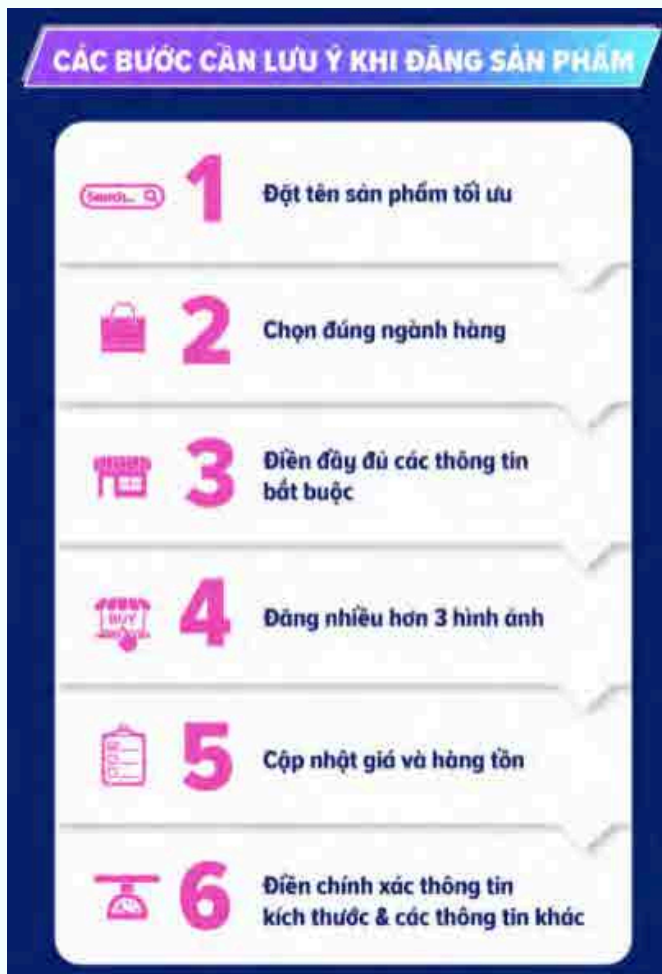 CÁC BƯỚC CẦN LƯU Ý KHI ĐĂNG SẢN PHẨM
Search...
1
Đặt tên sản phẩm tối ưu
2
Chọn đúng ngành hàng
3
Điền đầy đủ các thông tin
bắt buộc
BUY
4
Đăng nhiều hơn 3 hình ảnh
5
Cập nhật giá và hàng tồn
6
Điền chính xác thông tin
kích thước & các thông tin khác